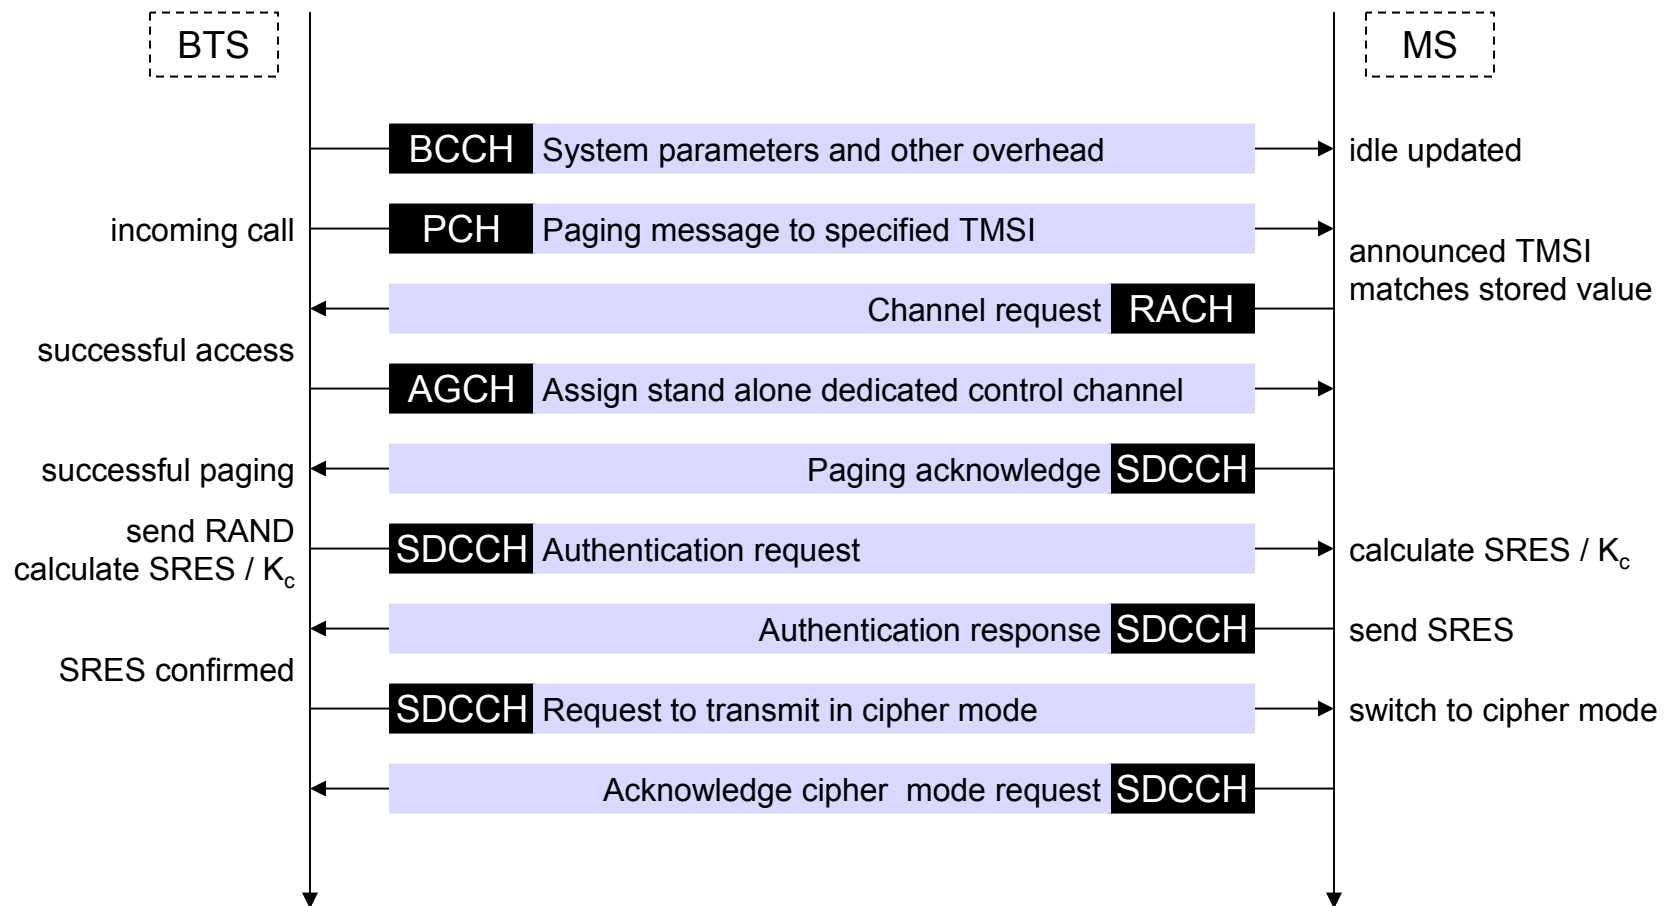 BTS
MS
BCCH System parameters and other overhead
idle updated
incoming call
PCH Paging message to specified TMSI
announced TMSI
matches stored value
Channel request RACH
successful access
AGCH Assign stand alone dedicated control channel
successful paging
Paging acknowledge SDCCH
send RAND
calculate SRES / Kc
SDCCH Authentication request
calculate SRES / Kc
Authentication response SDCCH
send SRES
SRES confirmed
SDCCH Request to transmit in cipher mode
switch to cipher mode
Acknowledge cipher  mode request SDCCH